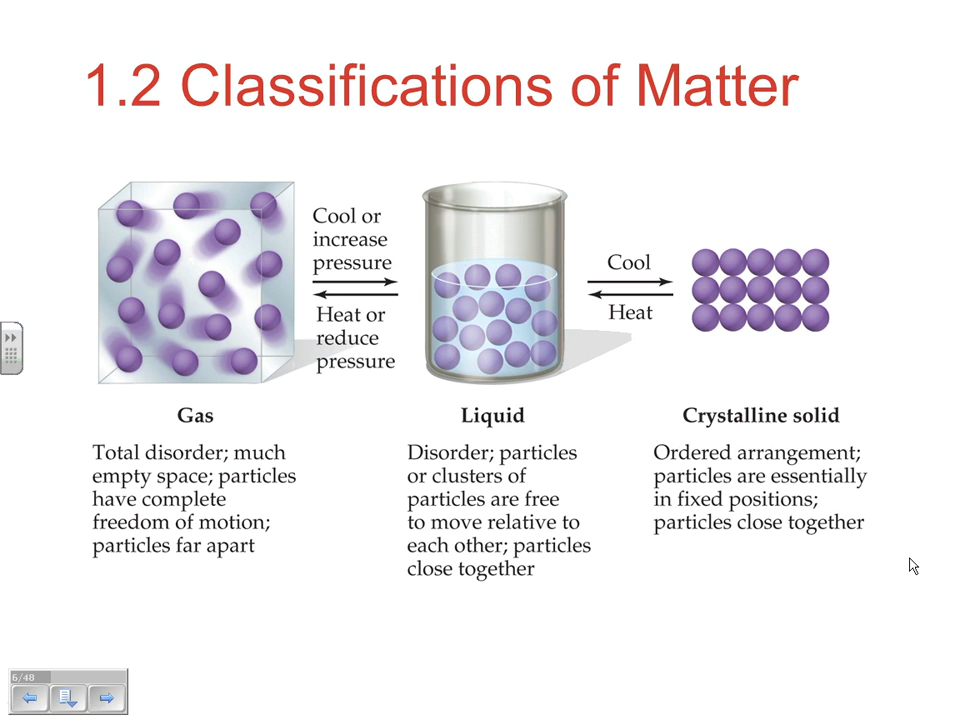 1.2 Classifications of Matter
Cool or
increase
pressure
Heat or
reduce
pressure
Cool
Heat
Gas
Total disorder; much
empty space; particles
have complete
freedom of motion;
particles far apart
Liquid
Disorder; particles
or clusters of
particles are free
to move relative to
each other; particles
close together
Crystalline solid
Ordered arrangement;
particles are essentially
in fixed positions;
particles close together
6/48